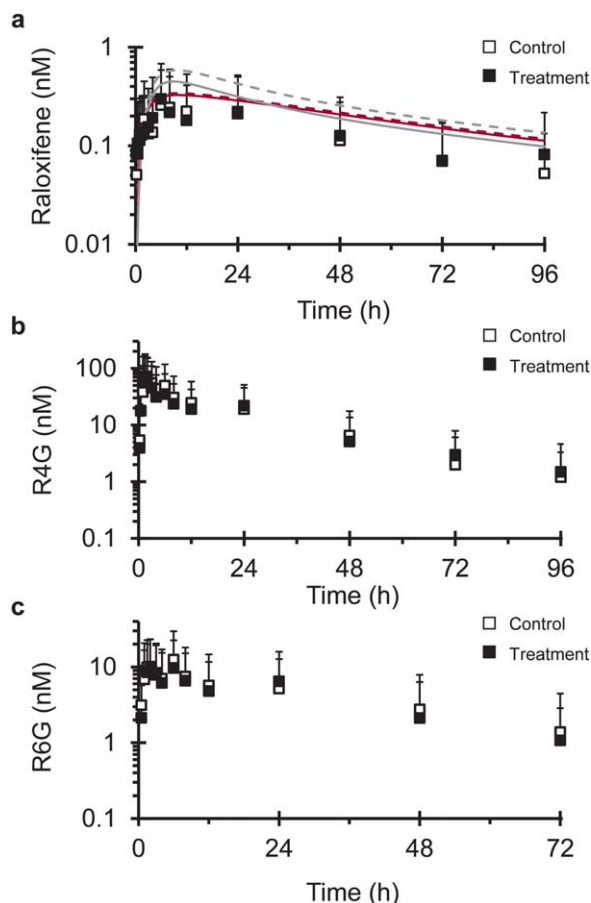 a
1
Control
Treatment
Raloxifene (nM)
0.1
0.01
0 24 48 72 96
Time (h)
b
Control
100
Treatment
R4G (nM)
10
1
0.1
0 24 48 72 96
Time (h)
c
Control
Treatment
R6G (nM)
10
1
0.1
0 24 48 72
Time (h)